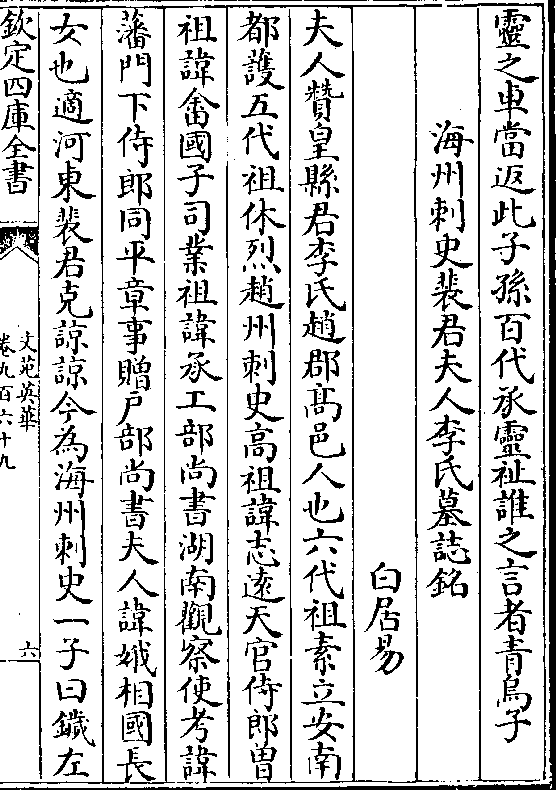 靈之車當返此子孫百代承靈祉誰之言者青烏子
海州刺史裴君夫人李氏墓誌銘
白居易
夫人贊皇縣君李氏趙郡高邑人也六代祖素立安南
都護五代祖休烈趙州刺史高祖諱志逺天官侍郎曽
祖諱畬國子司業祖諱承工部尚書湖南觀察使考諱
藩門下侍郎同平章事贈户部尚書夫人諱娥相國長
女也適河東裴君克諒諒今為海州刺史一子曰鐬左
欽定四庫全書
文苑英華
卷九百六十九
六